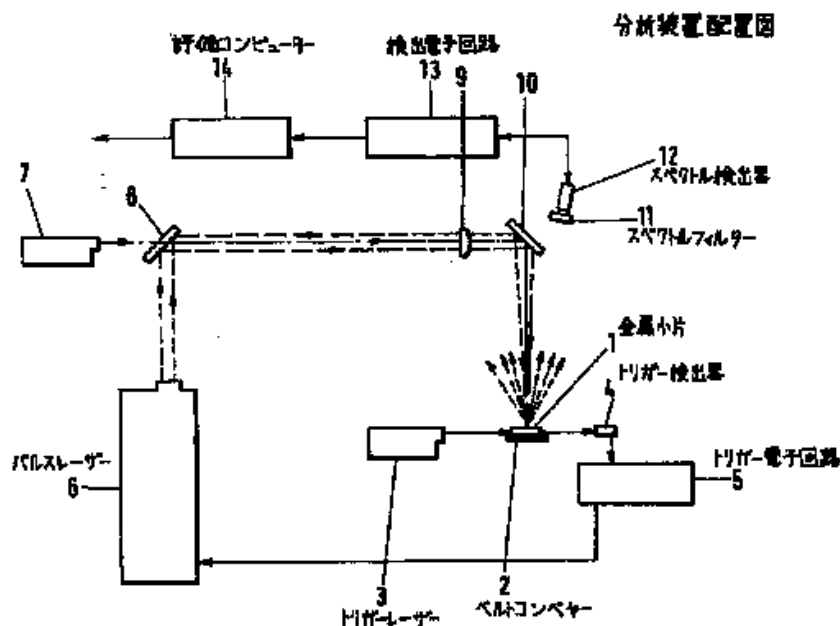 分析装置配置図
コンピューター
14
検出電子回路
13
9
10
12
スペクトル検出器
11
スペクトルフィルター
7
8
金属小片
1
トリガー検出器
4
トリガー電子回路
5
パルスレーザー
6
3
トリガーレーザー
2
ベルトコンベヤー